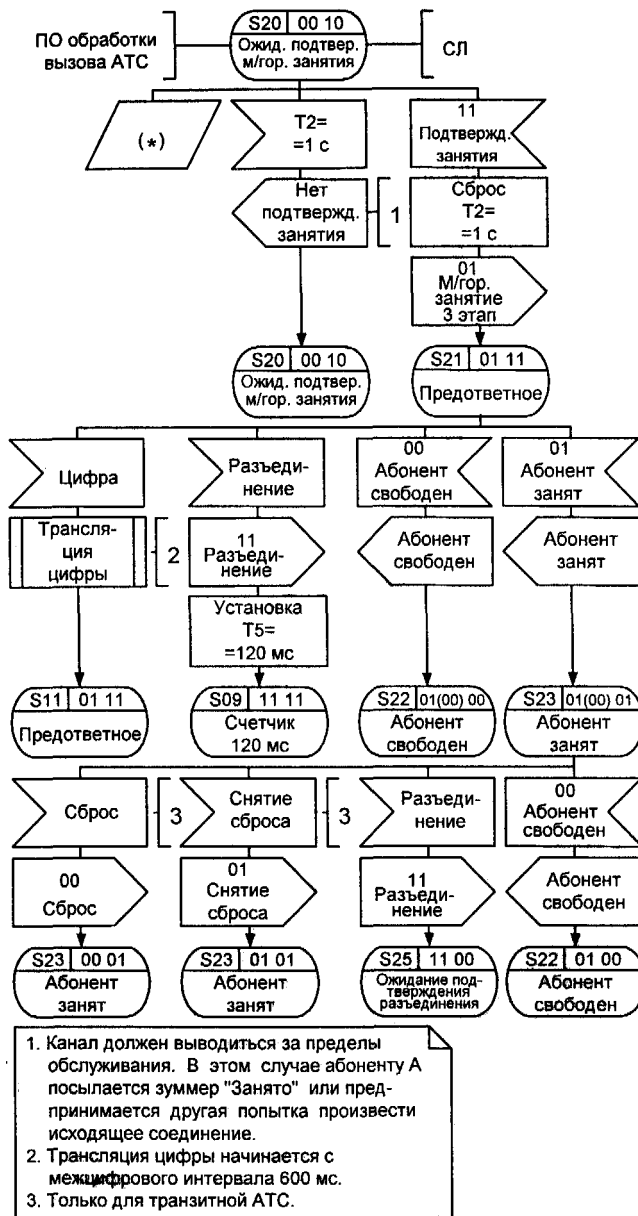 ПО обработки
вызова АТС
S20 00 10
Ожид. подтвер.
м/гор. занятия
СЛ
(*)
T2=
=1 с
11
Подтвержд.
занятия
Нет
подтвержд.
занятия
1
Сброс
T2=
=1 с
01
М/гор.
занятие
3 этап
S20 00 10
Ожид. подтвер.
м/гор. занятия
S21 01 11
Предответное
Цифра
Разъеди-
нение
00
Абонент
свободен
01
Абонент
занят
Трансля-
ция
цифры
2
11
Разъеди-
нение
Абонент
свободен
Абонент
занят
Установка
T5=
=120 мс
S11 01 11
Предответное
S09 11 11
Счетчик
120 мс
S22 01(00) 00
Абонент
свободен
S23 01(00) 01
Абонент
занят
Сброс
3
Снятие
сброса
3
Разъеди-
нение
00
Абонент
свободен
00
Сброс
01
Снятие
сброса
11
Разъеди-
нение
Абонент
свободен
S23 00 01
Абонент
занят
S23 01 01
Абонент
занят
S25 11 00
Ожидание под-
тверждения
разъединения
S22 01 00
Абонент
свободен
1. Канал должен выводиться за пределы
обслуживания. В этом случае абоненту А
посылается зуммер "Занято" или пред-
принимается другая попытка произвести
исходящее соединение.
2. Трансляция цифры начинается с
межцифрового интервала 600 мс.
3. Только для транзитной АТС.